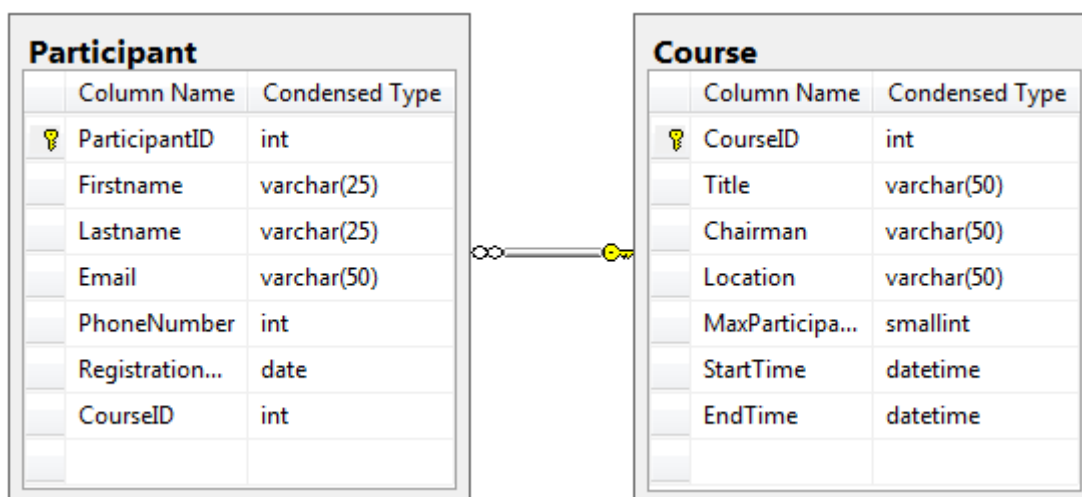 Participant
Column Name Condensed Type
ParticipantID int
Firstname varchar(25)
Lastname varchar(25)
Email varchar(50)
PhoneNumber int
Registration... date
CourseID int
Course
Column Name Condensed Type
CourseID int
Title varchar(50)
Chairman varchar(50)
Location varchar(50)
MaxParticipa... smallint
StartTime datetime
EndTime datetime